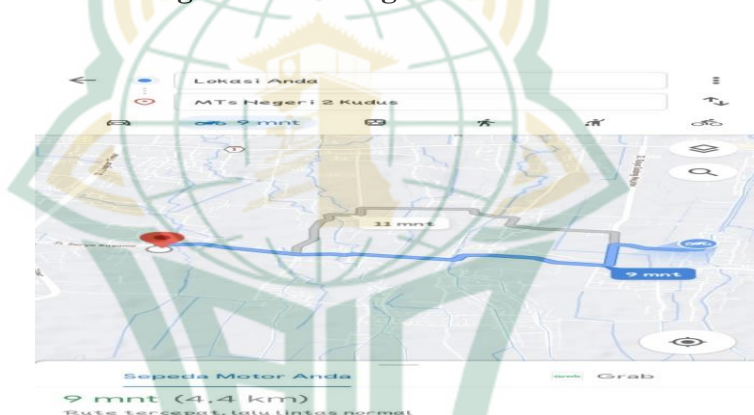 Lokasi Anda
MTs Negeri 2 Kudus
9 mnt
11 mnt
9 mnt
Sepeda Motor Anda
Grab
9 mnt (4.4 km)
Rute tercepat, lalu lintas normal